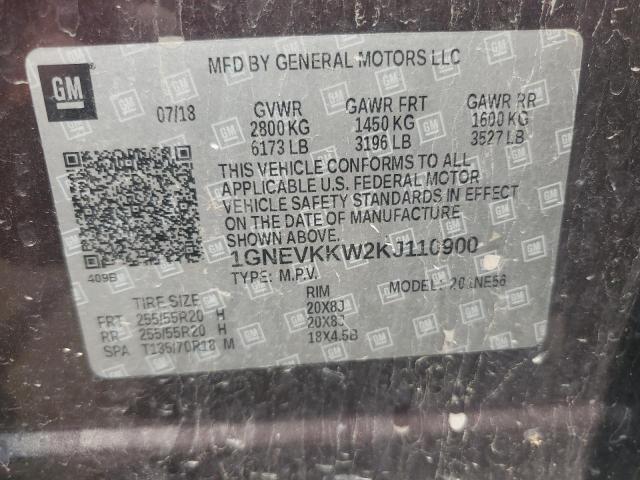 GM
MFD BY GENERAL MOTORS LLC
07/18
GVWR GAWR FRT GAWR RR
2800 KG 1450 KG 1600 KG
6173 LB 3196 LB 3527 LB
THIS VEHICLE CONFORMS TO ALL
APPLICABLE U.S. FEDERAL MOTOR
VEHICLE SAFETY STANDARDS IN EFFECT
ON THE DATE OF MANUFACTURE
SHOWN ABOVE.
1GNEVKKW2KJ110900
409B
TYPE: M.P.V. MODEL:
TIRE SIZE RIM
FRT 255/55R20 H 20X8J
RR 255/55R20 H 20X8J
SPA T135/70R18 M 18X4.5B